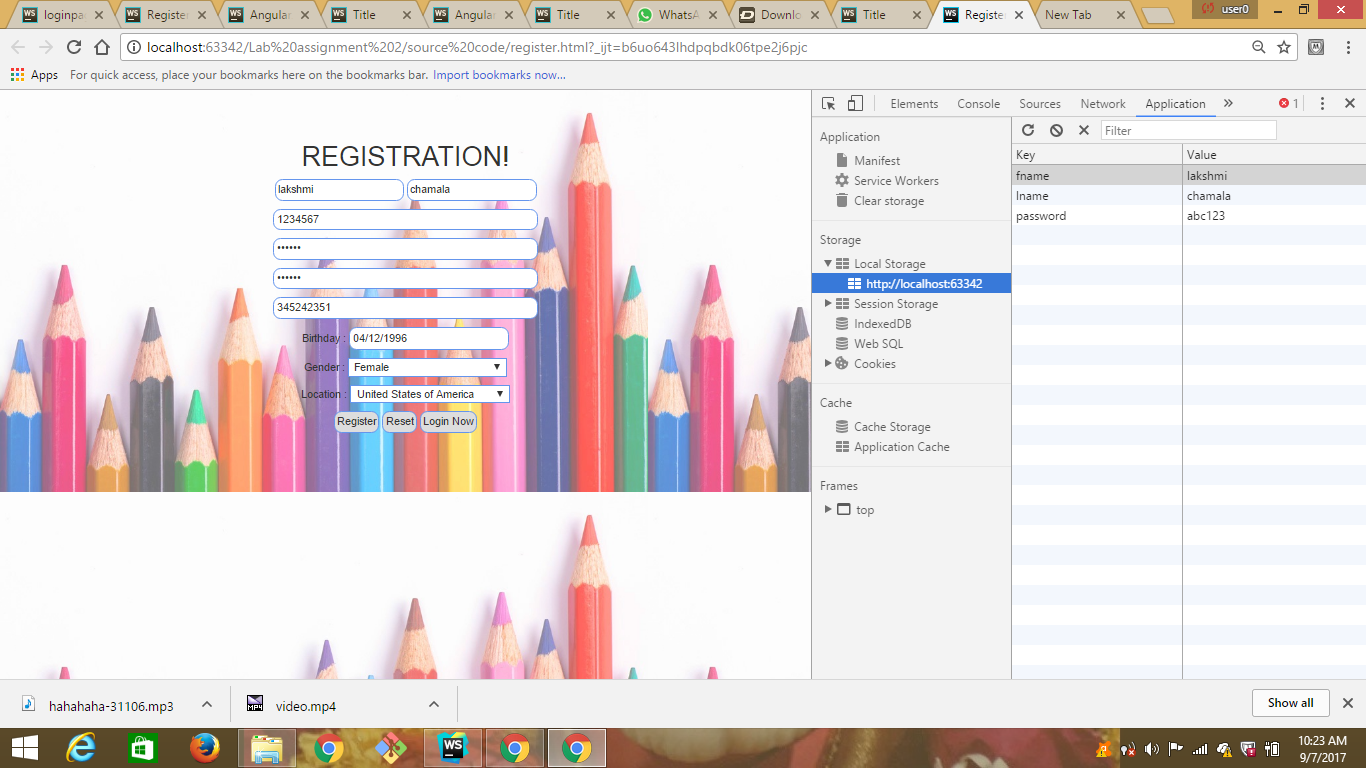 loginpa
Register
Angular
Title
Angular
Title
WhatsA
Downlo
Title
Registe
New Tab
user0
localhost:63342/Lab%20assignment%202/source%20code/register.html?_ijt=b6uo643lhdpqbdk06tpe2j6pjc
Apps For quick access, place your bookmarks here on the bookmarks bar. Import bookmarks now...
REGISTRATION!
lakshmi chamala
1234567
••••••
••••••
345242351
Birthday : 04/12/1996
Gender : Female
Location : United States of America
Register Reset Login Now
Elements Console Sources Network Application » 1
Application
Manifest
Service Workers
Clear storage
Storage
Local Storage
http://localhost:63342
Session Storage
IndexedDB
Web SQL
Cookies
Cache
Cache Storage
Application Cache
Frames
top
Filter
Key Value
fname lakshmi
lname chamala
password abc123
hahahaha-31106.mp3
video.mp4
Show all
10:23 AM
9/7/2017